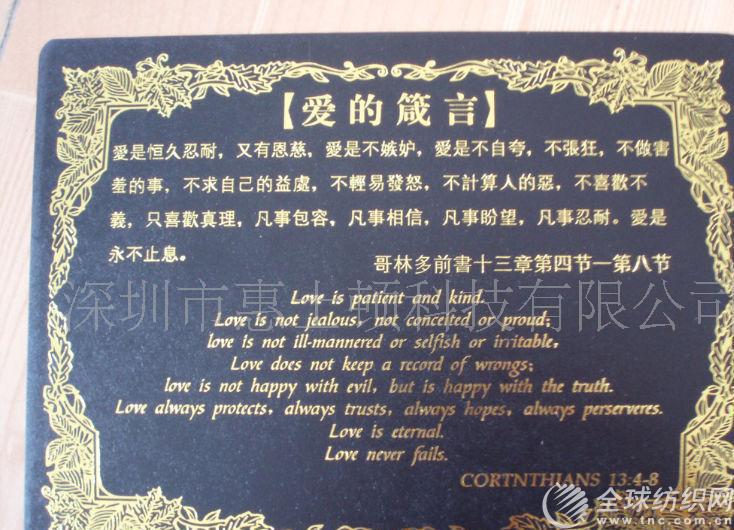 【爱的箴言】
愛是恒久忍耐，又有恩慈，愛是不嫉妒，愛是不自夸，不張狂，不做害
羞的事，不求自己的益處，不輕易發怒，不計算人的惡，不喜歡不
義，只喜歡真理，凡事包容，凡事相信，凡事盼望，凡事忍耐。愛是
永不止息。
哥林多前書十三章第四节—第八节
深圳市惠士顿科技有限公司
Love is patient and kind.
Love is not jealous, not conceited or proud;
love is not ill-mannered or selfish or irritable,
Love does not keep a record of wrongs;
love is not happy with evil, but is happy with the truth.
Love always protects, always trusts, always hopes, always perserveres.
Love is eternal.
Love never fails.
CORTNTHIANS 13:4-8
全球纺织网
www.tnc.com.cn